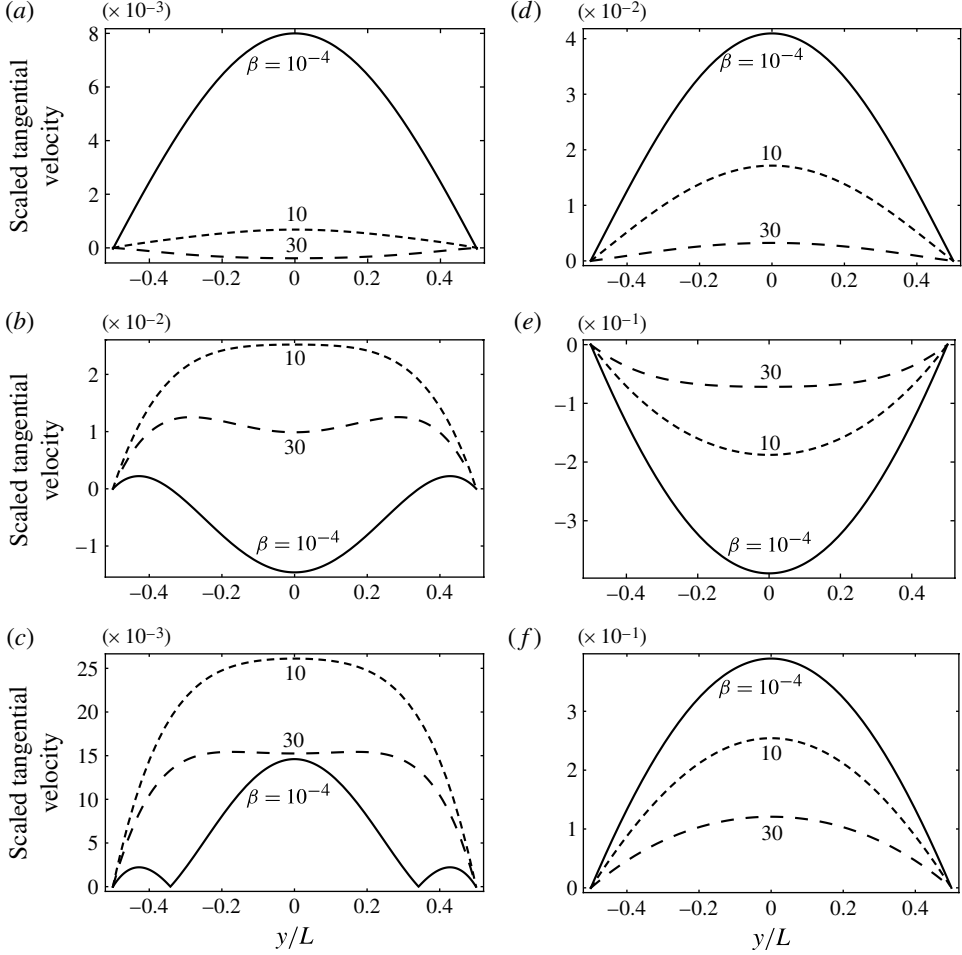 (a)
(× 10⁻³)
Scaled tangential
velocity
8
6
4
2
0
β = 10⁻⁴
10
30
−0.4 −0.2 0 0.2 0.4
(b)
(× 10⁻²)
Scaled tangential
velocity
2
1
0
−1
10
30
β = 10⁻⁴
−0.4 −0.2 0 0.2 0.4
(c)
(× 10⁻³)
Scaled tangential
velocity
25
20
15
10
5
0
10
30
β = 10⁻⁴
−0.4 −0.2 0 0.2 0.4
y/L
(d)
(× 10⁻²)
4
3
2
1
0
β = 10⁻⁴
10
30
−0.4 −0.2 0 0.2 0.4
(e)
(× 10⁻¹)
0
−1
−2
−3
30
10
β = 10⁻⁴
−0.4 −0.2 0 0.2 0.4
(f)
(× 10⁻¹)
3
2
1
0
β = 10⁻⁴
10
30
−0.4 −0.2 0 0.2 0.4
y/L